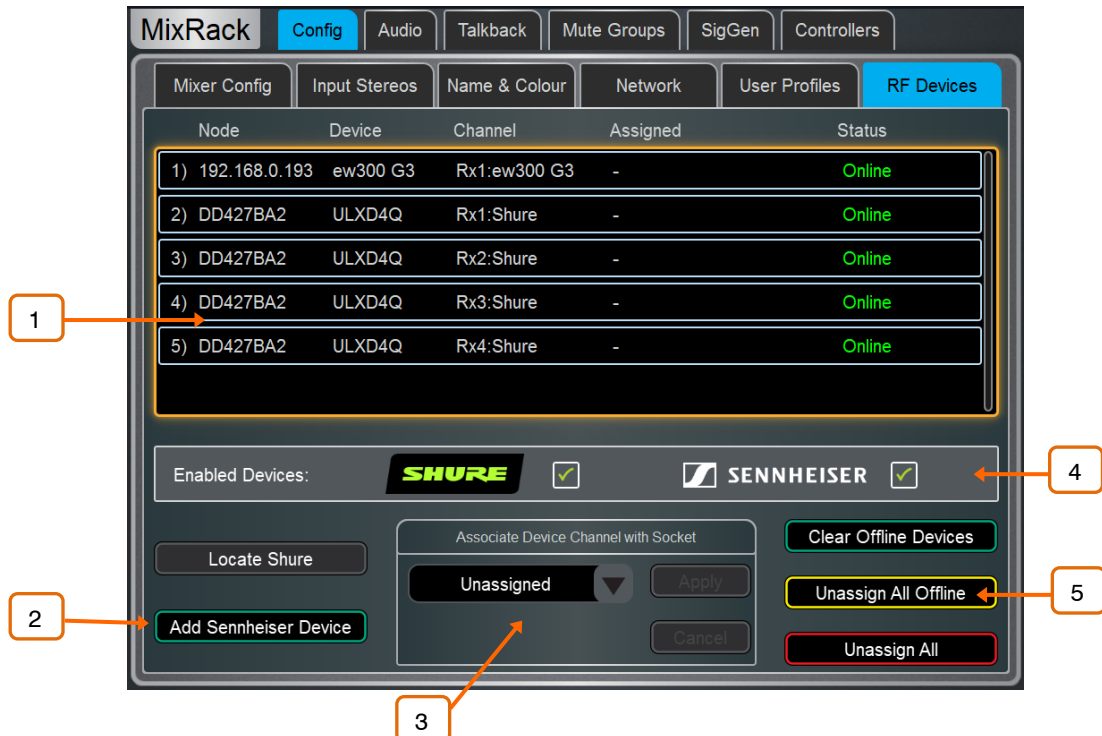 MixRack Config Audio Talkback Mute Groups SigGen Controllers
Mixer Config Input Stereos Name & Colour Network User Profiles RF Devices
Node Device Channel Assigned Status
1) 192.168.0.193 ew300 G3 Rx1:ew300 G3 - Online
2) DD427BA2 ULXD4Q Rx1:Shure - Online
3) DD427BA2 ULXD4Q Rx2:Shure - Online
4) DD427BA2 ULXD4Q Rx3:Shure - Online
1
5) DD427BA2 ULXD4Q Rx4:Shure - Online
Enabled Devices: SHURE SENNHEISER
4
Associate Device Channel with Socket
Clear Offline Devices
Locate Shure
Unassigned Apply
Unassign All Offline
5
2
Add Sennheiser Device
Cancel
Unassign All
3